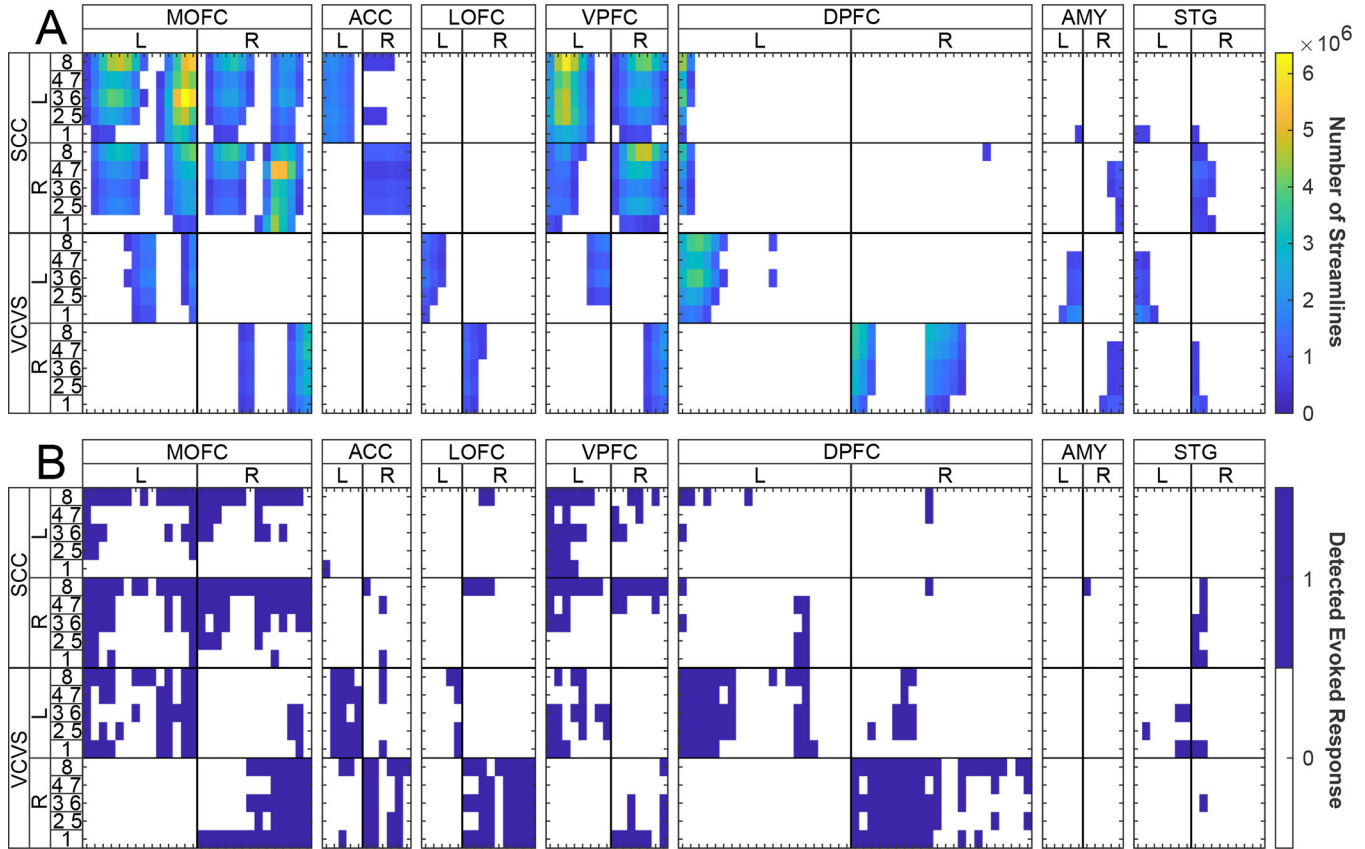 A
MOFC ACC LOFC VPFC DPFC AMY STG
L R L R L R L R L R L R L R
SCC
L
8
4 7
3 6
2 5
1
R
8
4 7
3 6
2 5
1
VCVS
L
8
4 7
3 6
2 5
1
R
8
4 7
3 6
2 5
1
× 10^6
6
5
4
3
2
1
0
Number of Streamlines
B
MOFC ACC LOFC VPFC DPFC AMY STG
L R L R L R L R L R L R L R
SCC
L
8
4 7
3 6
2 5
1
R
8
4 7
3 6
2 5
1
VCVS
L
8
4 7
3 6
2 5
1
R
8
4 7
3 6
2 5
1
1
0
Detected Evoked Response